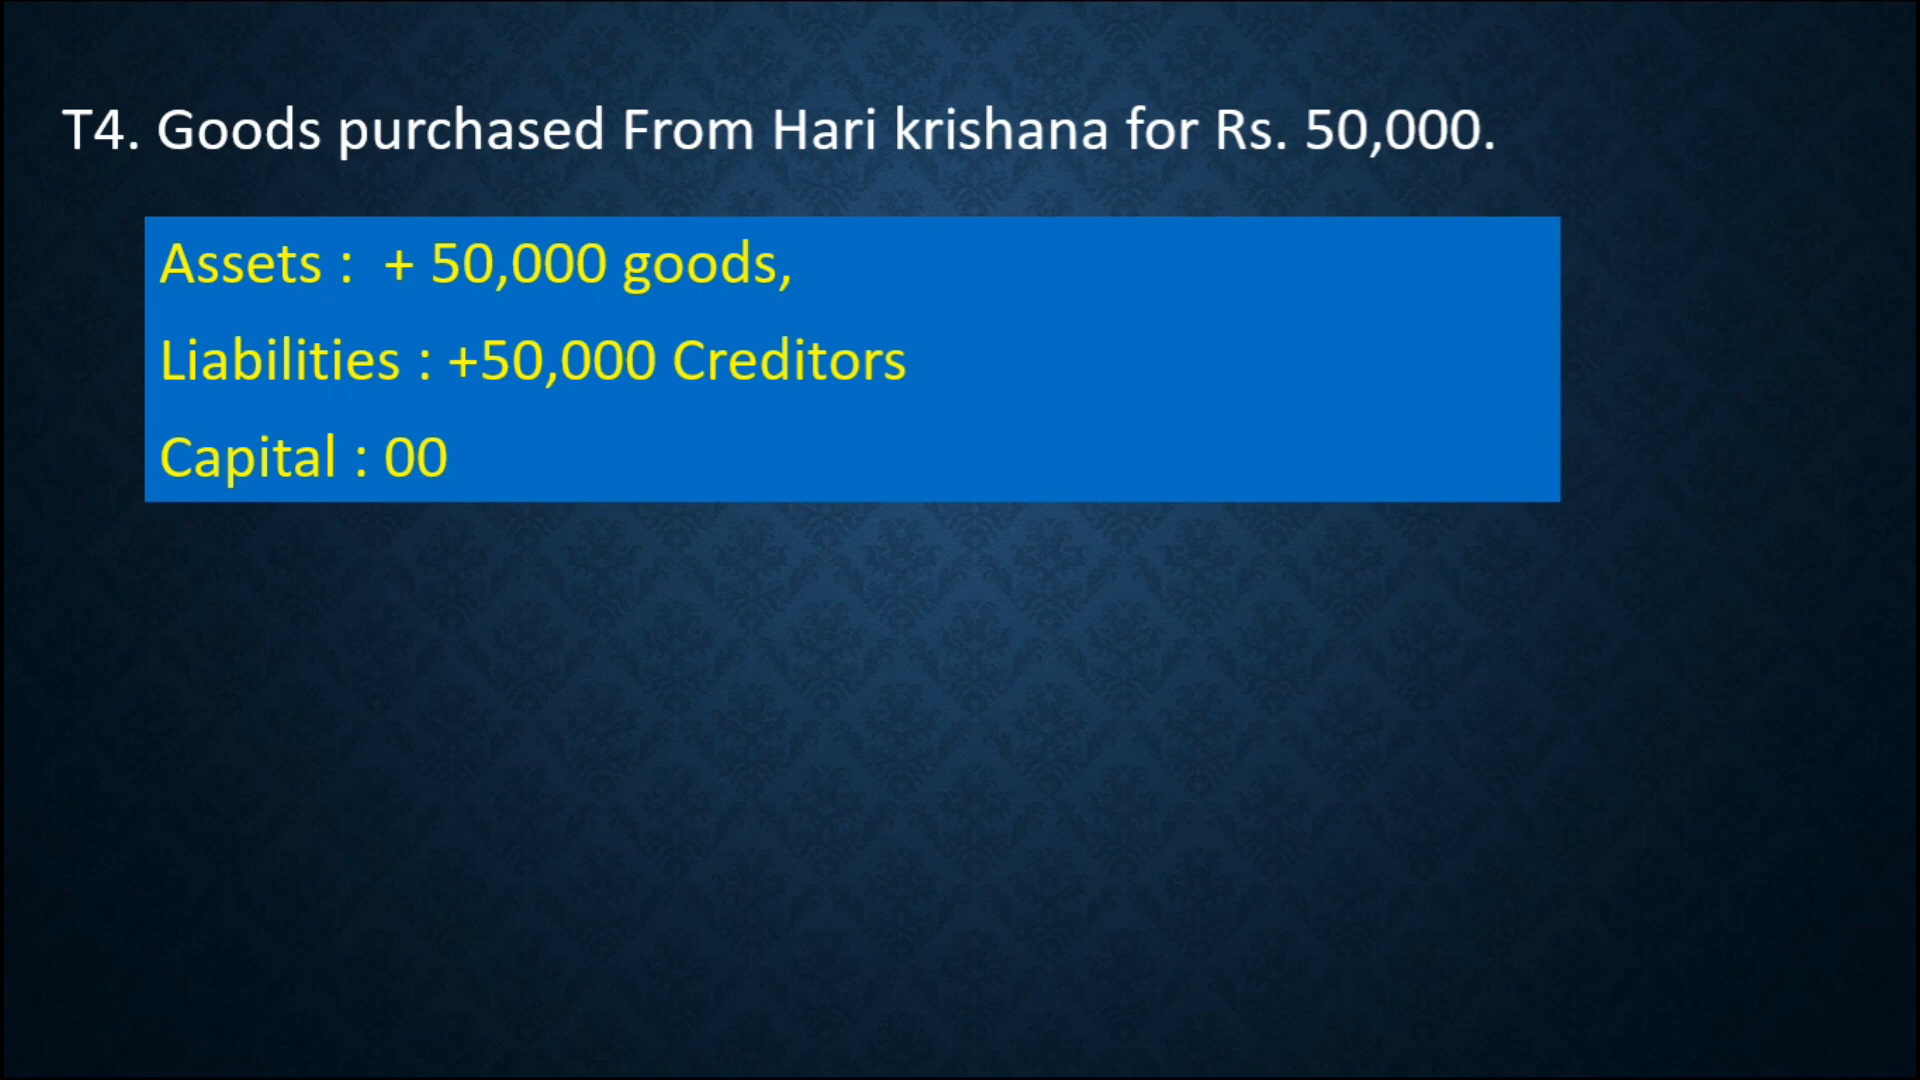 T4. Goods purchased From Hari krishana for Rs. 50,000.
Assets :  + 50,000 goods,
Liabilities : +50,000 Creditors
Capital : 00